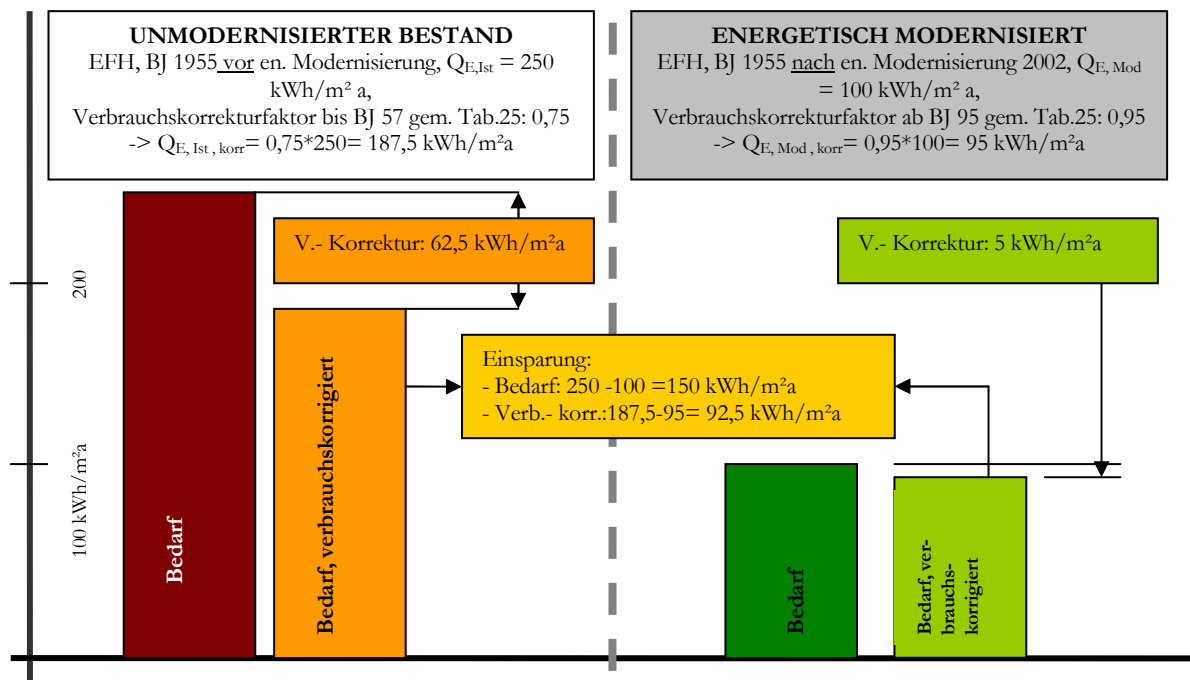 UNMODERNISIERTER BESTAND
EFH, BJ 1955 vor en. Modernisierung, QE,Ist = 250
kWh/m² a,
Verbrauchskorrekturfaktor bis BJ 57 gem. Tab.25: 0,75
-> QE, Ist , korr= 0,75*250= 187,5 kWh/m²a
ENERGETISCH MODERNISIERT
EFH, BJ 1955 nach en. Modernisierung 2002, QE, Mod
= 100 kWh/m² a,
Verbrauchskorrekturfaktor ab BJ 95 gem. Tab.25: 0,95
-> QE, Mod , korr= 0,95*100= 95 kWh/m²a
V.- Korrektur: 62,5 kWh/m²a
V.- Korrektur: 5 kWh/m²a
200
100 kWh/m²a
Einsparung:
- Bedarf: 250 -100 =150 kWh/m²a
- Verb.- korr.:187,5-95= 92,5 kWh/m²a
Bedarf
Bedarf, verbrauchskorrigiert
Bedarf
Bedarf, ver-
brauchs-
korrigiert